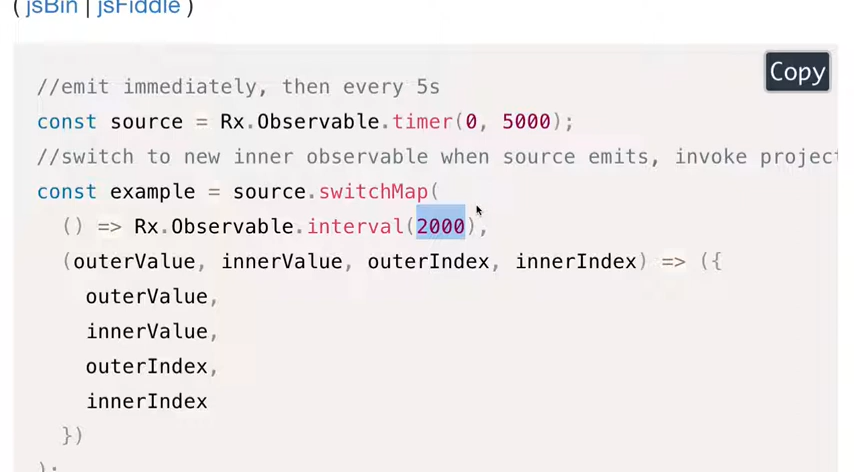 ( jsBin | jsFiddle )
Copy
//emit immediately, then every 5s
const source = Rx.Observable.timer(0, 5000);
//switch to new inner observable when source emits, invoke project
const example = source.switchMap(
  () => Rx.Observable.interval(2000),
  (outerValue, innerValue, outerIndex, innerIndex) => ({
    outerValue,
    innerValue,
    outerIndex,
    innerIndex
  })
);